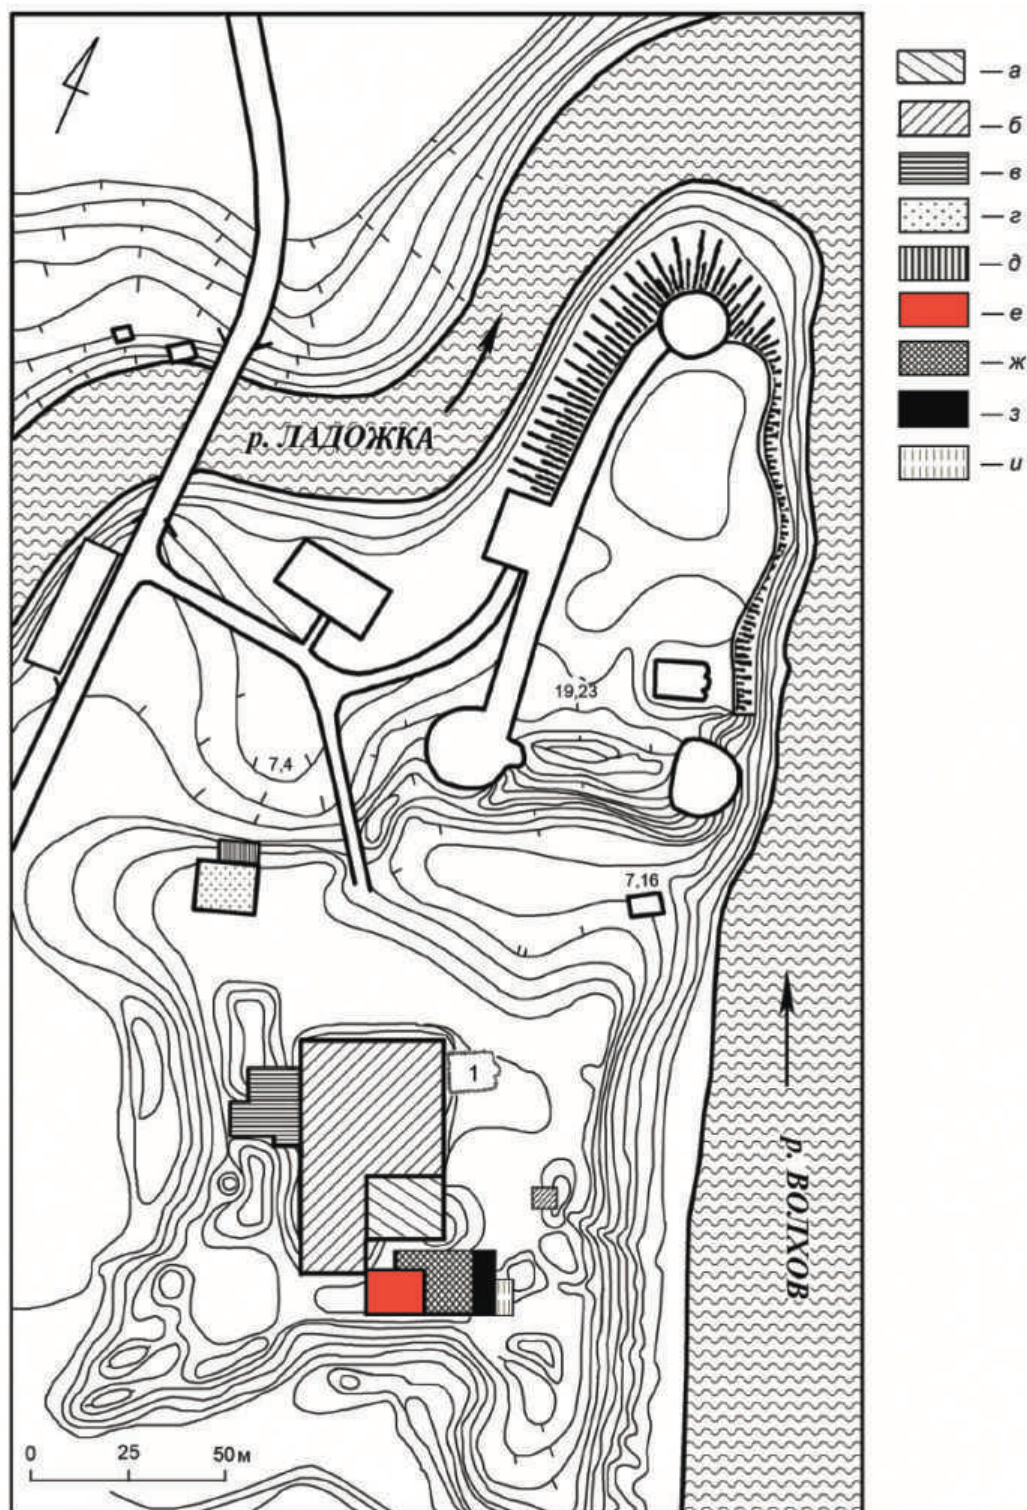 — а
— б
— в
— г
— д
— е
— ж
— з
— и
р. ЛАДОЖКА
19,23
7,4
7,16
1
р. ВОЛХОВ
0 25 50 м